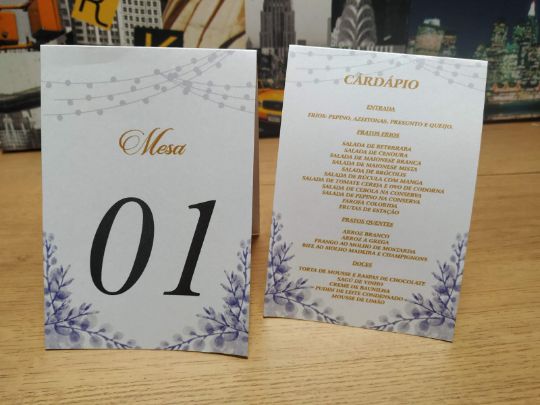 Mesa
01
CARDÁPIO
ENTRADA
FRIOS: PEPINO, AZEITONAS, PRESUNTO E QUEIJO.
PRATOS FRIOS
SALADA DE BETERRABA
SALADA DE CENOURA
SALADA DE MAIONESE BRANCA
SALADA DE MAIONESE MISTA
SALADA DE BRÓCILIS
SALADA DE RÚCULA COM MANGA
SALADA DE TOMATE CEREJA E OVO DE CODORNA
SALADA DE CEBOLA NA CONSERVA
SALADA DE PEPINO NA CONSERVA
FAROFA COLORIDA
FRUTAS DE ESTAÇÃO
PRATOS QUENTES
ARROZ BRANCO
ARROZ À GREGA
FRANGO AO MOLHO DE MOSTARDA
BIFE AO MOLHO MADEIRA E CHAMPIGNONS
DOCES
TORTA DE MOUSSE E RASPAS DE CHOCOLATE
SAGÚ DE VINHO
CREME DE BAUNILHA
PUDIM DE LEITE CONDENSADO
MOUSSE DE LIMÃO